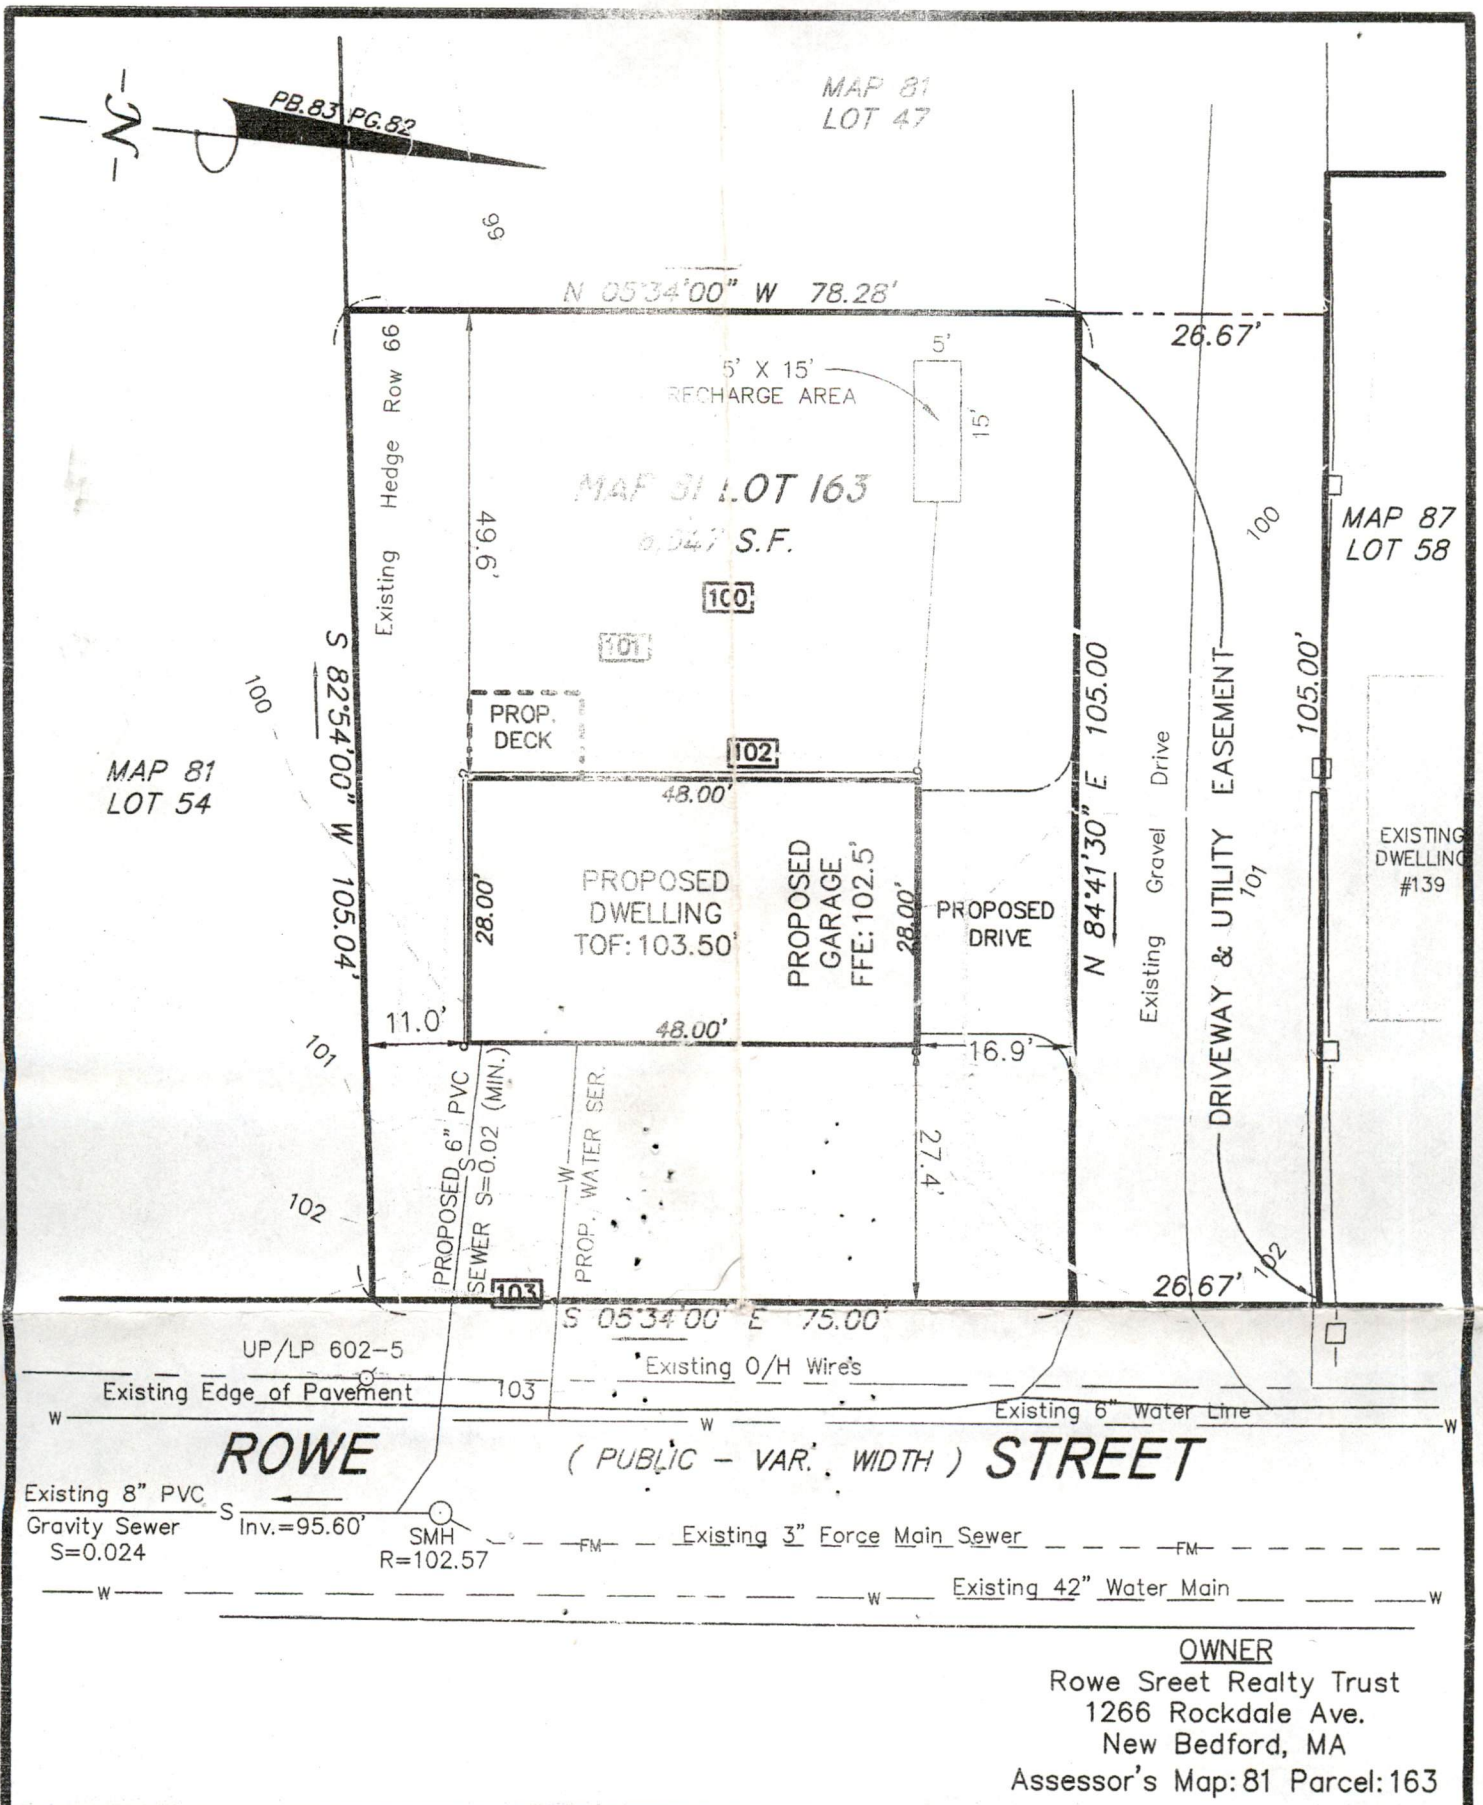 MAP 81
LOT 47
N
PB.83 PG.82
99
N 05°34'00" W 78.28'
26.67'
5' X 15'
RECHARGE AREA
5'
15'
Existing Hedge Row 99
49.6'
MAP 81 LOT 163
S.F.
100
101
MAP 87
LOT 58
100
S 82°54'00" W 105.04'
100
MAP 81
LOT 54
PROP.
DECK
102
48.00'
28.00'
PROPOSED
DWELLING
TOF: 103.50'
PROPOSED
GARAGE
FFE: 102.5'
28.00'
PROPOSED
DRIVE
N 84°41'30" E 105.00
Existing Gravel Drive
DRIVEWAY & UTILITY EASEMENT
101
105.00'
EXISTING
DWELLING
#139
11.0'
48.00'
16.9'
101
102
PROPOSED 6" PVC
S
SEWER S=0.02 (MIN.)
W
PROP. WATER SER.
27.4'
103
102
26.67'
S 05°34'00" E 75.00'
UP/LP 602-5
Existing O/H Wires
Existing Edge of Pavement
103
Existing 6" Water Line
W W W
ROWE ( PUBLIC - VAR. WIDTH ) STREET
Existing 8" PVC
S
Gravity Sewer
S=0.024
Inv.=95.60'
SMH
R=102.57
FM Existing 3" Force Main Sewer FM
W W Existing 42" Water Main W
OWNER
Rowe Sreet Realty Trust
1266 Rockdale Ave.
New Bedford, MA
Assessor's Map: 81 Parcel: 163